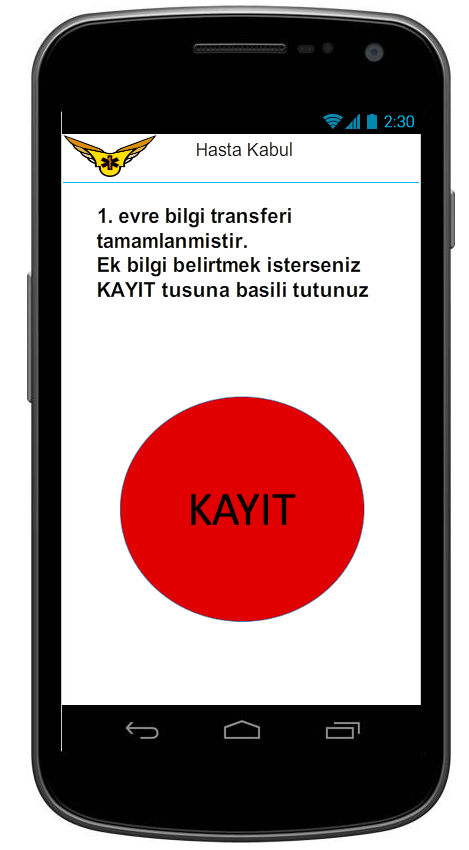 2:30
Hasta Kabul
1. evre bilgi transferi
tamamlanmistir.
Ek bilgi belirtmek isterseniz
KAYIT tusuna basili tutunuz
KAYIT